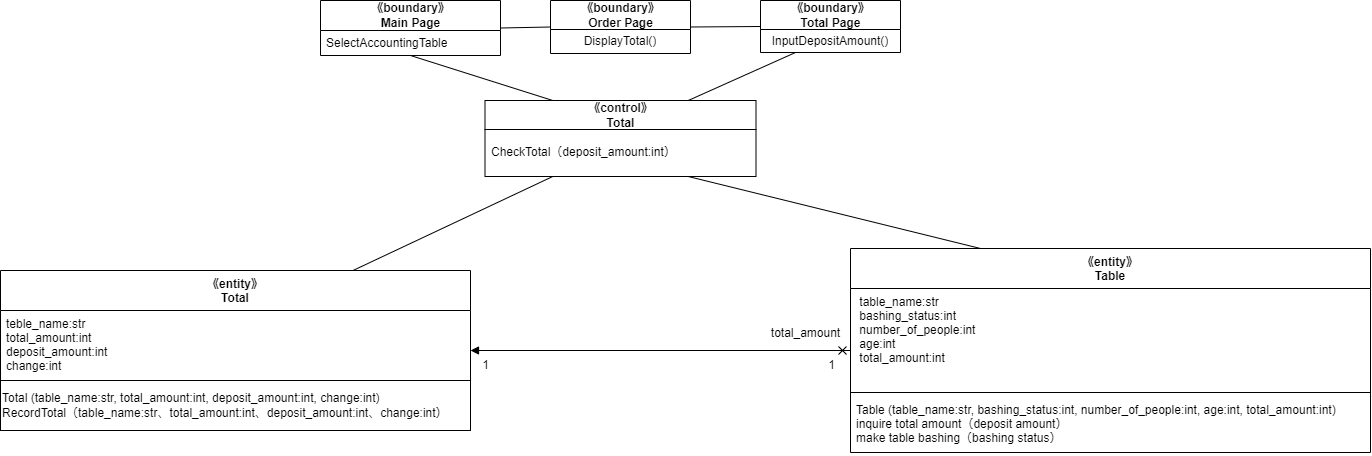 《boundary》
Main Page
SelectAccountingTable
《boundary》
Order Page
DisplayTotal()
《boundary》
Total Page
InputDepositAmount()
《control》
Total
CheckTotal（deposit_amount:int）
《entity》
Total
teble_name:str
total_amount:int
deposit_amount:int
change:int
Total (table_name:str, total_amount:int, deposit_amount:int, change:int)
RecordTotal（table_name:str、total_amount:int、deposit_amount:int、change:int）
total_amount
1
1
《entity》
Table
table_name:str
bashing_status:int
number_of_people:int
age:int
total_amount:int
Table (table_name:str, bashing_status:int, number_of_people:int, age:int, total_amount:int)
inquire total amount（deposit amount）
make table bashing（bashing status）